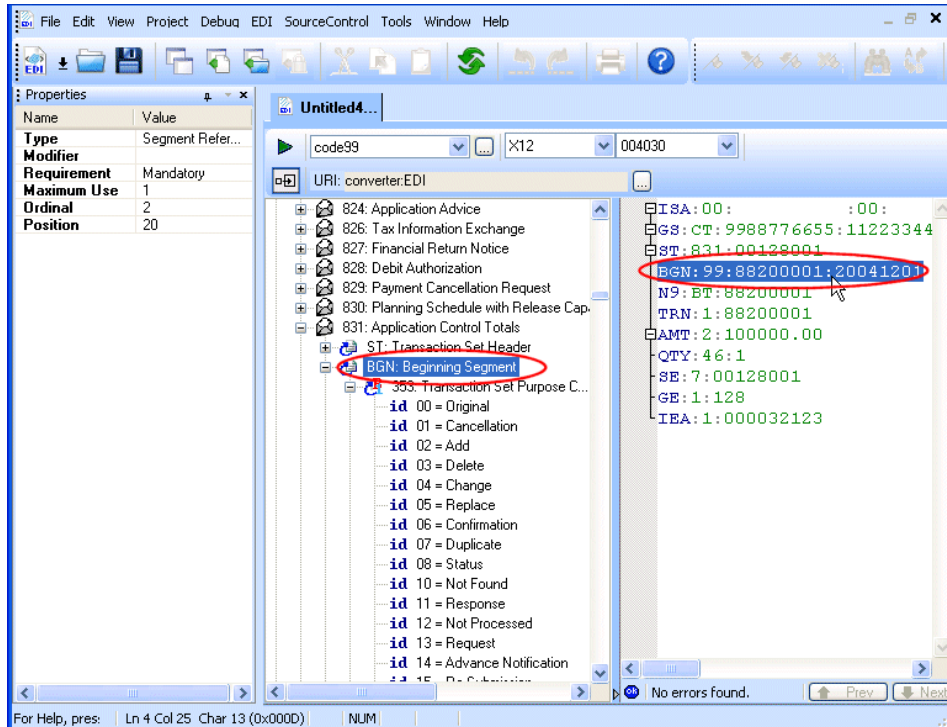 File Edit View Project Debug EDI SourceControl Tools Window Help
EDI
Properties
Name Value
Type Segment Refer...
Modifier
Requirement Mandatory
Maximum Use 1
Ordinal 2
Position 20
Untitled4...
code99 ... X12 004030
URI: converter:EDI ...
824: Application Advice
826: Tax Information Exchange
827: Financial Return Notice
828: Debit Authorization
829: Payment Cancellation Request
830: Planning Schedule with Release Cap.
831: Application Control Totals
ST: Transaction Set Header
BGN: Beginning Segment
353: Transaction Set Purpose C...
id 00 = Original
id 01 = Cancellation
id 02 = Add
id 03 = Delete
id 04 = Change
id 05 = Replace
id 06 = Confirmation
id 07 = Duplicate
id 08 = Status
id 10 = Not Found
id 11 = Response
id 12 = Not Processed
id 13 = Request
id 14 = Advance Notification
ISA:00: :00:
GS:CT:9988776655:11223344
ST:831:00128001
BGN:99:88200001:20041201
N9:BT:88200001
TRN:1:88200001
AMT:2:100000.00
QTY:46:1
SE:7:00128001
GE:1:128
IEA:1:000032123
ok No errors found. Prev Next
For Help, pres: Ln 4 Col 25 Char 13 (0x000D) NUM